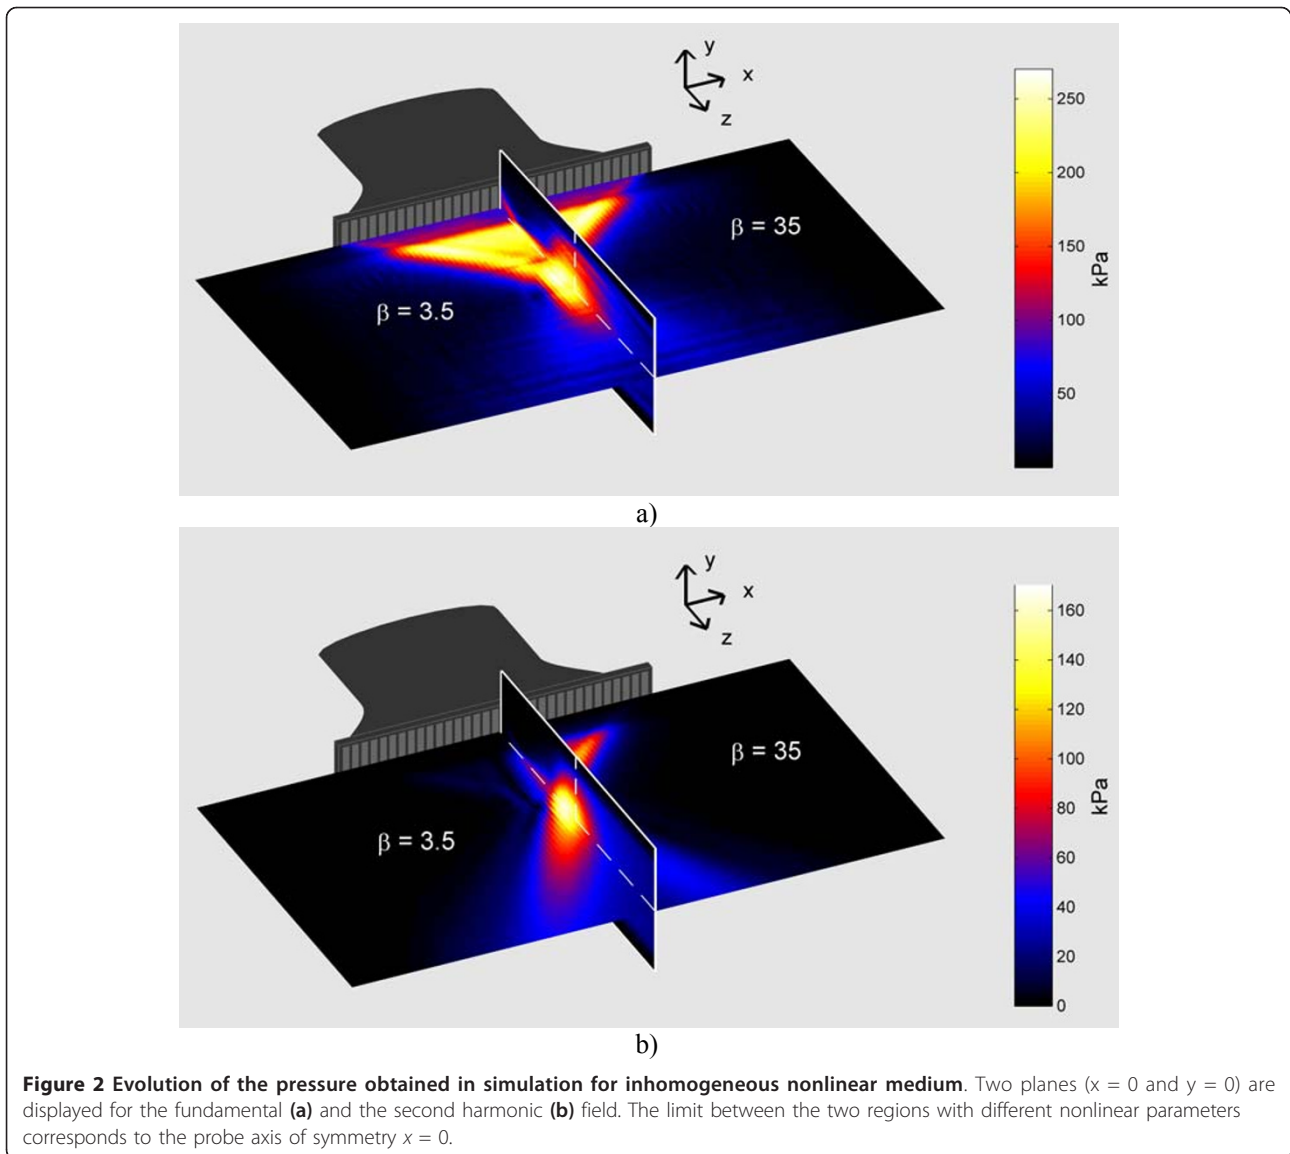 y
x
z
β = 35
β = 3.5
250
200
150
100
50
kPa
a)
y
x
z
β = 35
β = 3.5
160
140
120
100
80
60
40
20
0
kPa
b)
Figure 2 Evolution of the pressure obtained in simulation for inhomogeneous nonlinear medium. Two planes (x = 0 and y = 0) are
displayed for the fundamental (a) and the second harmonic (b) field. The limit between the two regions with different nonlinear parameters
corresponds to the probe axis of symmetry x = 0.